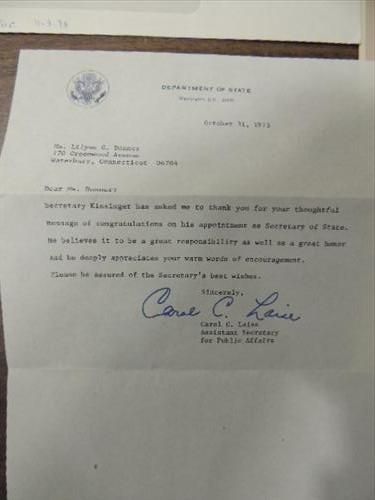 11-3-73
DEPARTMENT OF STATE
Washington, D.C. 20520
October 31, 1973
Ms. Lilyan C.
170 Greenwood Avenue
Waterbury, Connecticut 06704
Dear Ms.
Secretary Kissinger has asked me to thank you for your thoughtful
message of congratulations on his appointment as Secretary of State.
He believes it to be a great responsibility as well as a great honor
and he deeply appreciates your warm words of encouragement.
Please be assured of the Secretary's best wishes.
Sincerely,
Carol C. Laise
Carol C. Laise
Assistant Secretary
for Public Affairs